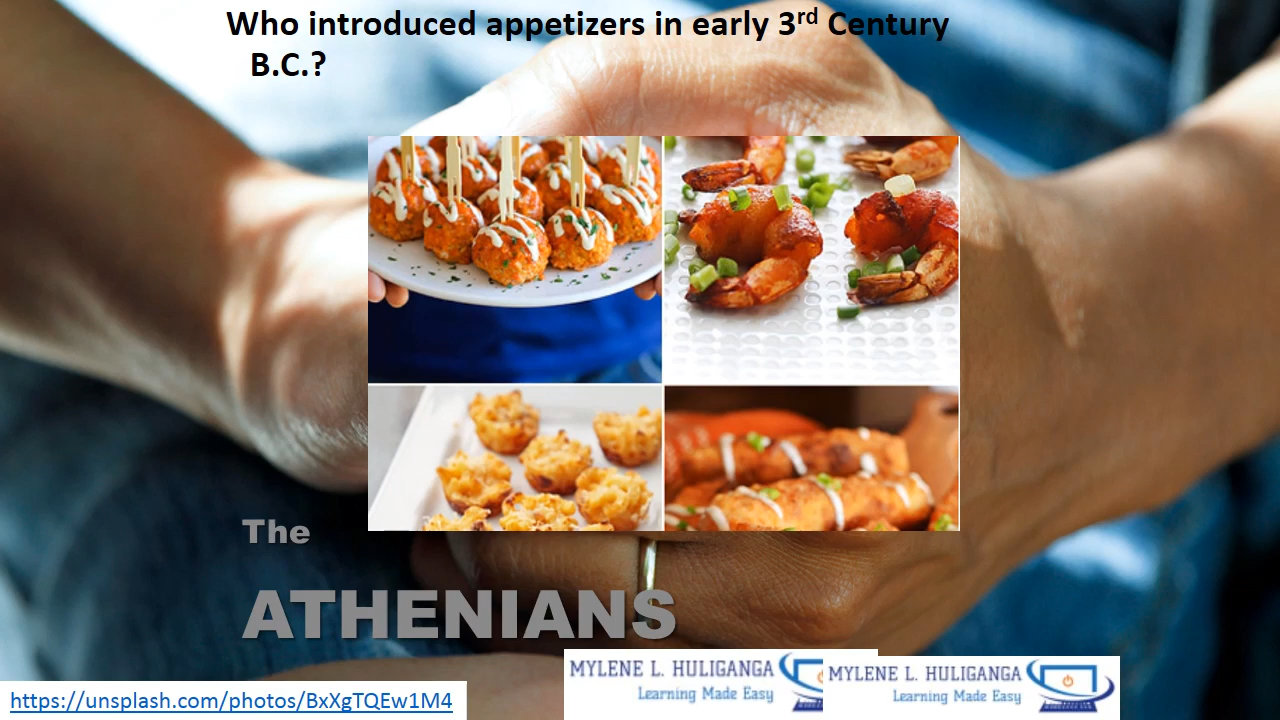 Who introduced appetizers in early 3rd Century
B.C.?
The
ATHENIANS
MYLENE L. HULIGANGA
Learning Made Easy
MYLENE L. HULIGANGA
Learning Made Easy
https://unsplash.com/photos/BxXgTQEw1M4